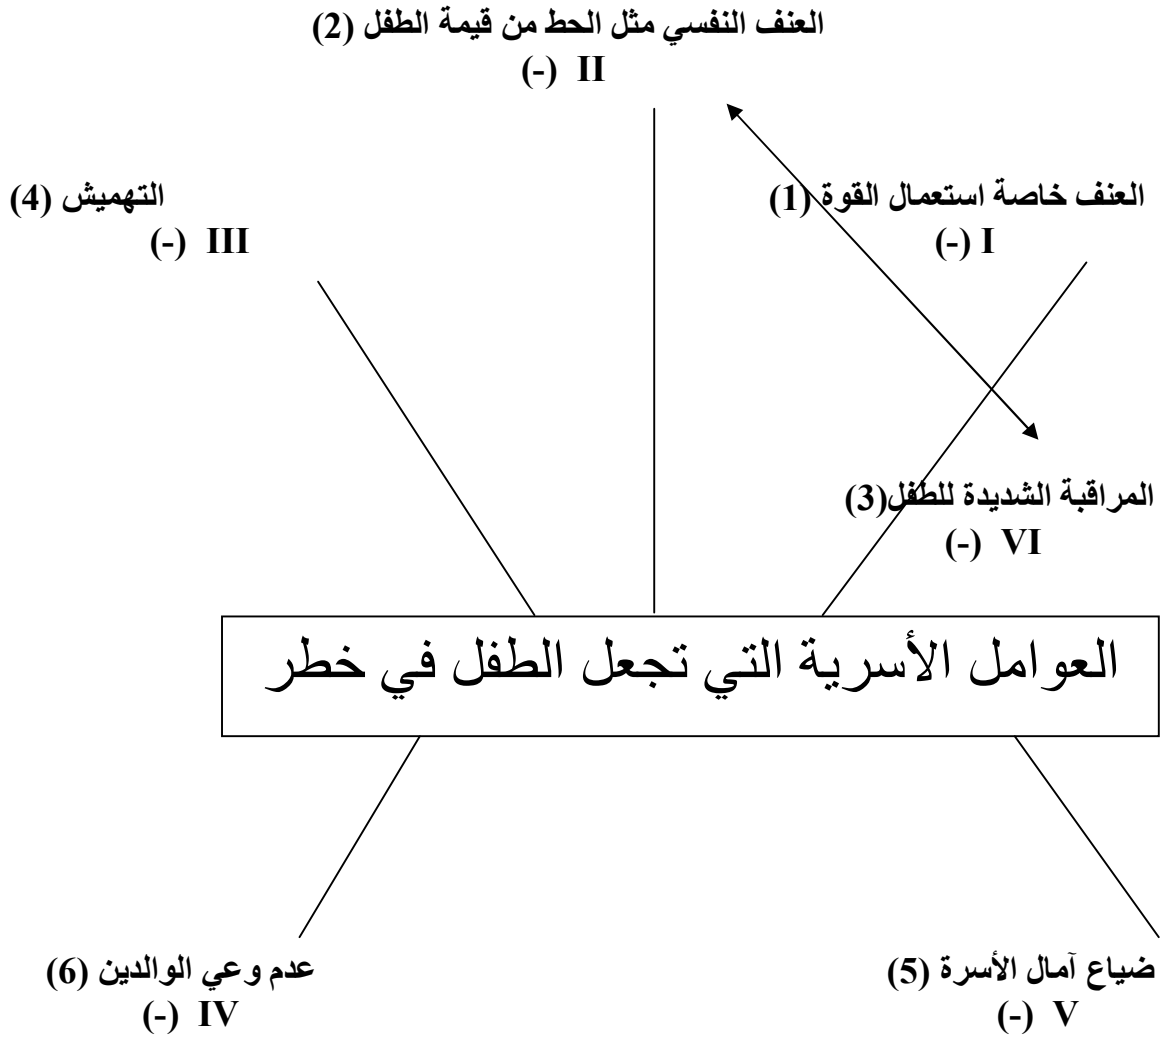 العنف النفسي مثل الحط من قيمة الطفل (2)
(-) II
العنف خاصة استعمال القوة (1)
(-) I
التهميش (4)
(-) III
المراقبة الشديدة للطفل(3)
(-) VI
العوامل الأسرية التي تجعل الطفل في خطر
ضياع آمال الأسرة (5)
(-) V
عدم وعي الوالدين (6)
(-) IV